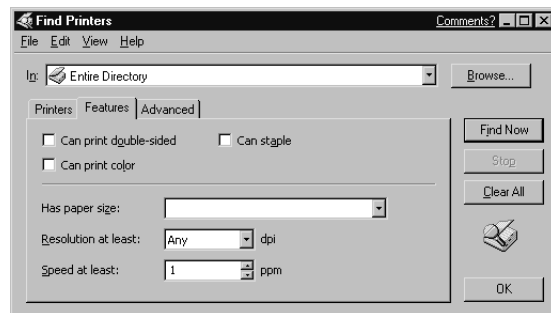 Find Printers Comments?
File Edit View Help
In: Entire Directory Browse...
Printers Features Advanced
Can print double-sided Can staple Find Now
Can print color Stop
Clear All
Has paper size:
Resolution at least: Any dpi
Speed at least: 1 ppm
OK